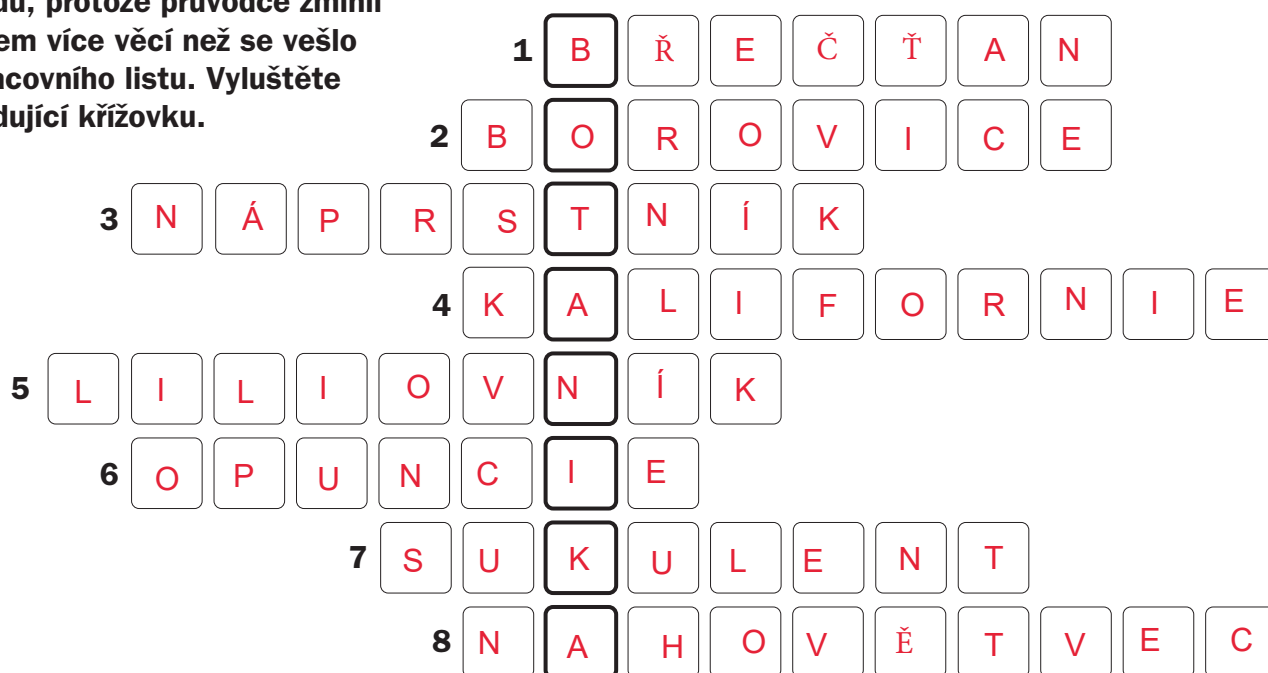 du, protože průvodce zmínil
em více věcí než se vešlo
acovního listu. Vyluštěte
dující křížovku.
1 B Ř E Č Ť A N
2 B O R O V I C E
3 N Á P R S T N Í K
4 K A L I F O R N I E
5 L I L I O V N Í K
6 O P U N C I E
7 S U K U L E N T
8 N A H O V Ě T V E C